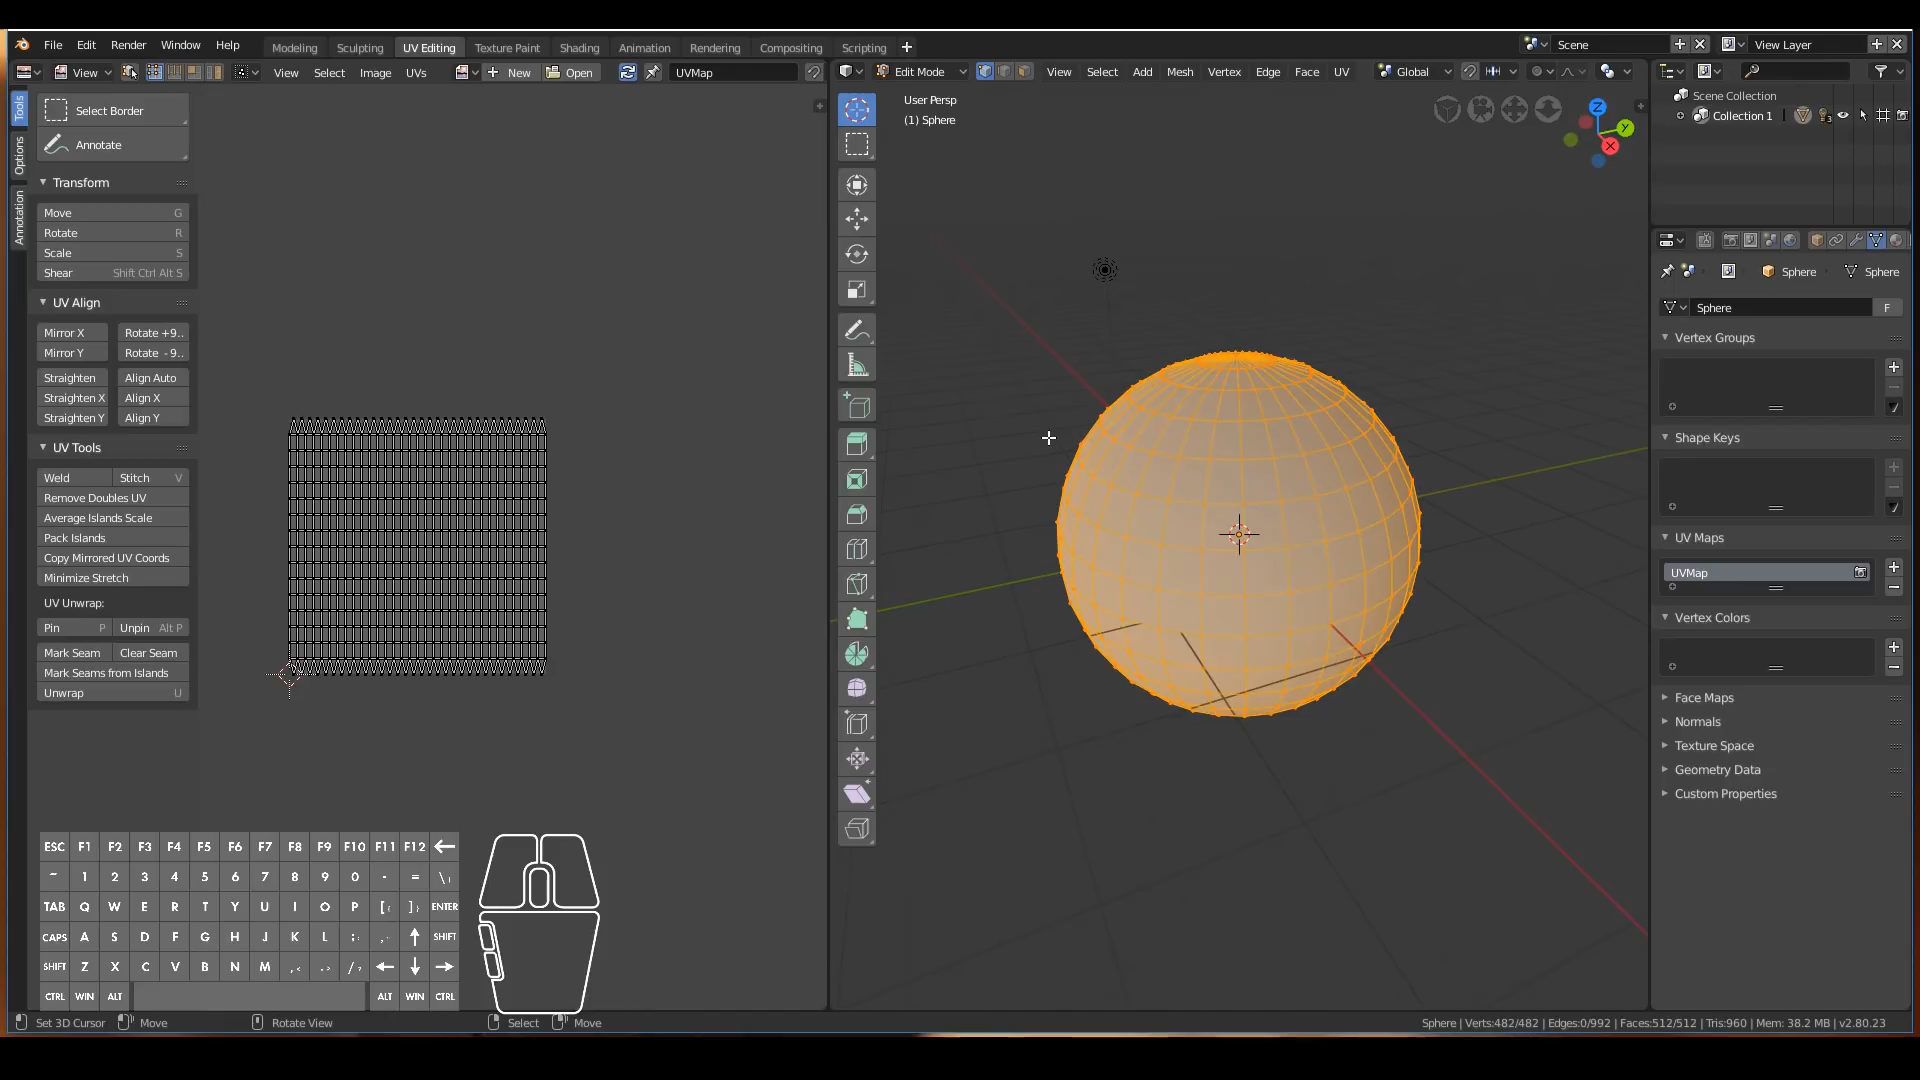 File Edit Render Window Help
Modeling Sculpting UV Editing Texture Paint Shading Animation Rendering Compositing Scripting
Scene
View Layer
View
View Select Image UVs
New
Open
UVMap
Edit Mode
View Select Add Mesh Vertex Edge Face UV
Global
Tools
Options
Annotation
Select Border
Annotate
Transform
Move G
Rotate R
Scale S
Shear Shift Ctrl Alt S
UV Align
Mirror X Rotate +9..
Mirror Y Rotate - 9..
Straighten Align Auto
Straighten X Align X
Straighten Y Align Y
UV Tools
Weld Stitch V
Remove Doubles UV
Average Islands Scale
Pack Islands
Copy Mirrored UV Coords
Minimize Stretch
UV Unwrap:
Pin P Unpin Alt P
Mark Seam Clear Seam
Mark Seams from Islands
Unwrap U
User Persp
(1) Sphere
Z
Y
X
Scene Collection
Collection 1
3
Sphere Sphere
Sphere F
Vertex Groups
Shape Keys
UV Maps
UVMap
Vertex Colors
Face Maps
Normals
Texture Space
Geometry Data
Custom Properties
ESC F1 F2 F3 F4 F5 F6 F7 F8 F9 F10 F11 F12
~ 1 2 3 4 5 6 7 8 9 0 - = \
TAB Q W E R T Y U I O P [ ] ENTER
CAPS A S D F G H J K L ; SHIFT
SHIFT Z X C V B N M , . /
CTRL WIN ALT ALT WIN CTRL
Set 3D Cursor Move Rotate View Select Move
Sphere | Verts:482/482 | Edges:0/992 | Faces:512/512 | Tris:960 | Mem: 38.2 MB | v2.80.23